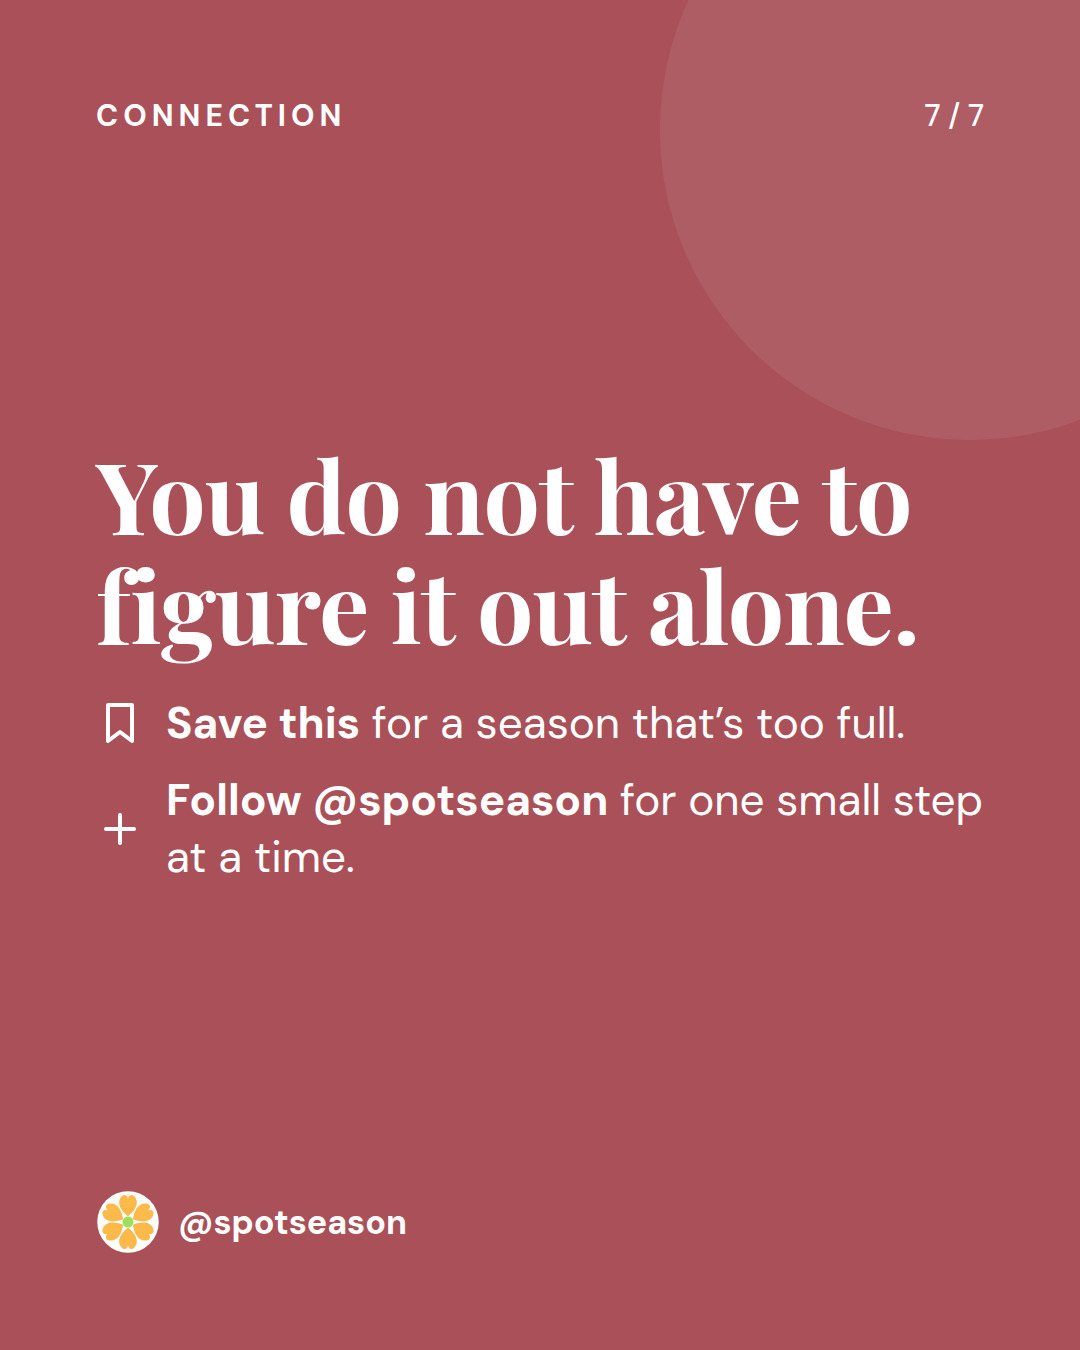 CONNECTION
7/7
You do not have to
figure it out alone.
Save this for a season that’s too full.
Follow @spotseason for one small step
at a time.
@spotseason